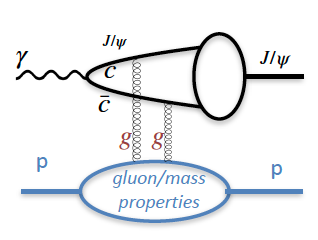 J/ψ
γ
c
J/ψ
c̄
g g
p
p
gluon/mass
properties